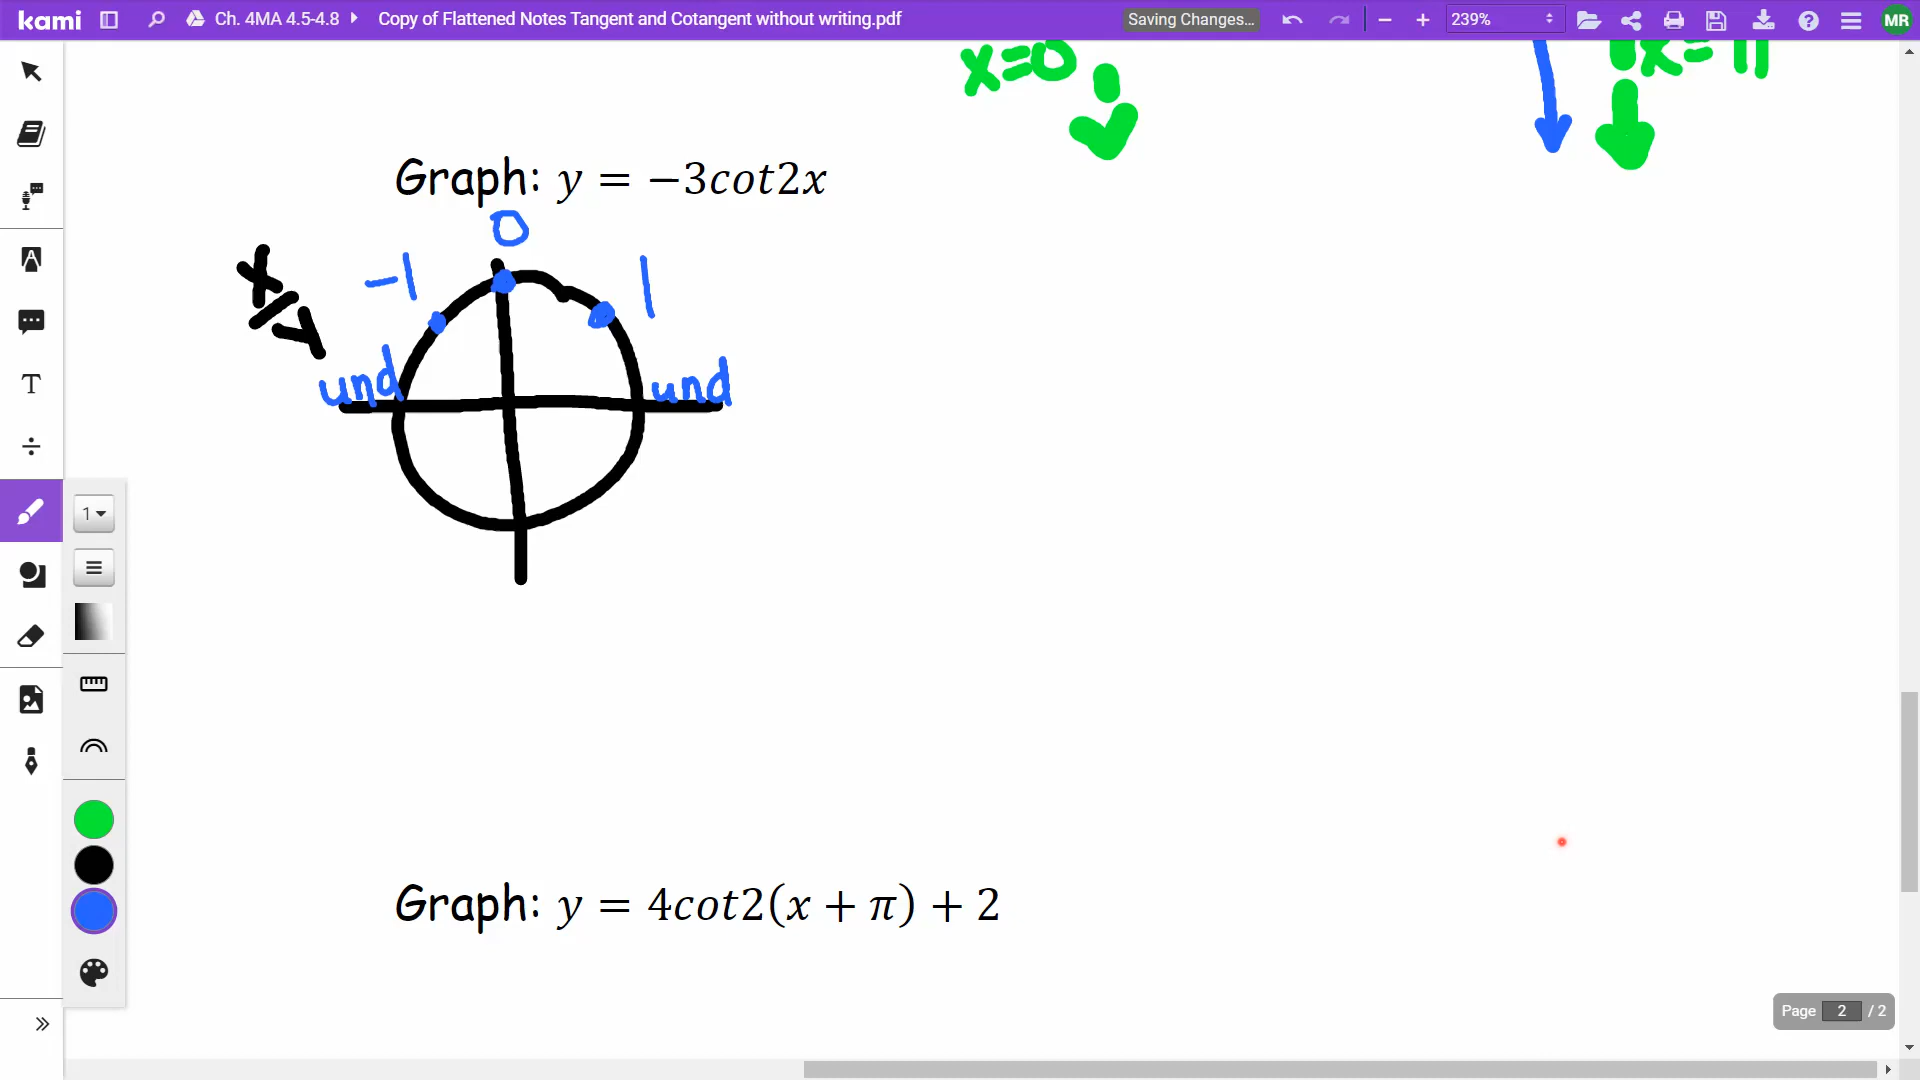 kami Ch. 4MA 4.5-4.8 Copy of Flattened Notes Tangent and Cotangent without writing.pdf Saving Changes... 239% MR
x=0
x=π
Graph: y = −3cot2x
0
-1 1
x/y
und und
T
1
Graph: y = 4cot2(x + π) + 2
Page 2 / 2